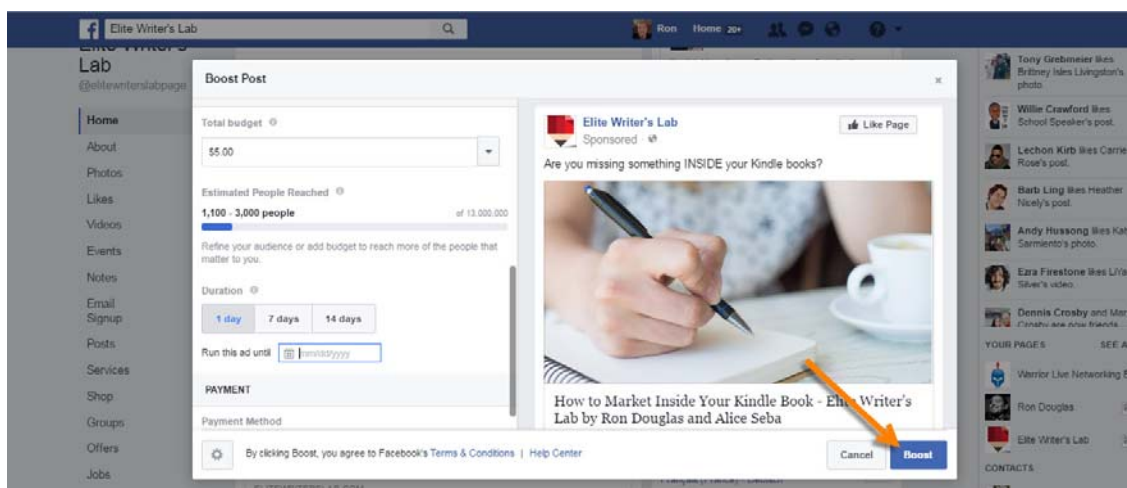 Elite Writer's Lab
Ron
Home 20+
Lab
@elitewriterslabpage
Home
About
Photos
Likes
Videos
Events
Notes
Email
Signup
Posts
Services
Shop
Groups
Offers
Jobs
Boost Post
×
Total budget
$5.00
Estimated People Reached
1,100 - 3,000 people
of 13,000,000
Refine your audience or add budget to reach more of the people that
matter to you.
Duration
1 day
7 days
14 days
Run this ad until
mm/dd/yyyy
PAYMENT
Payment Method
Elite Writer's Lab
Sponsored
Like Page
Are you missing something INSIDE your Kindle books?
How to Market Inside Your Kindle Book - Elite Writer's
Lab by Ron Douglas and Alice Seba
By clicking Boost, you agree to Facebook's Terms & Conditions | Help Center
Cancel
Boost
Tony Grebmeier likes
Brittney Isles Livingston's
photo.
Willie Crawford likes
School Speaker's post.
Lechon Kirb likes Carrie
Rose's post.
Barb Ling likes Heather
Nicely's post.
Andy Hussong likes Kat
Sarmiento's photo.
Ezra Firestone likes
Silver's video.
Dennis Crosby and
Crosby are now friends.
YOUR PAGES
SEE
Warrior Live Networking
Ron Douglas
Elite Writer's Lab
CONTACTS